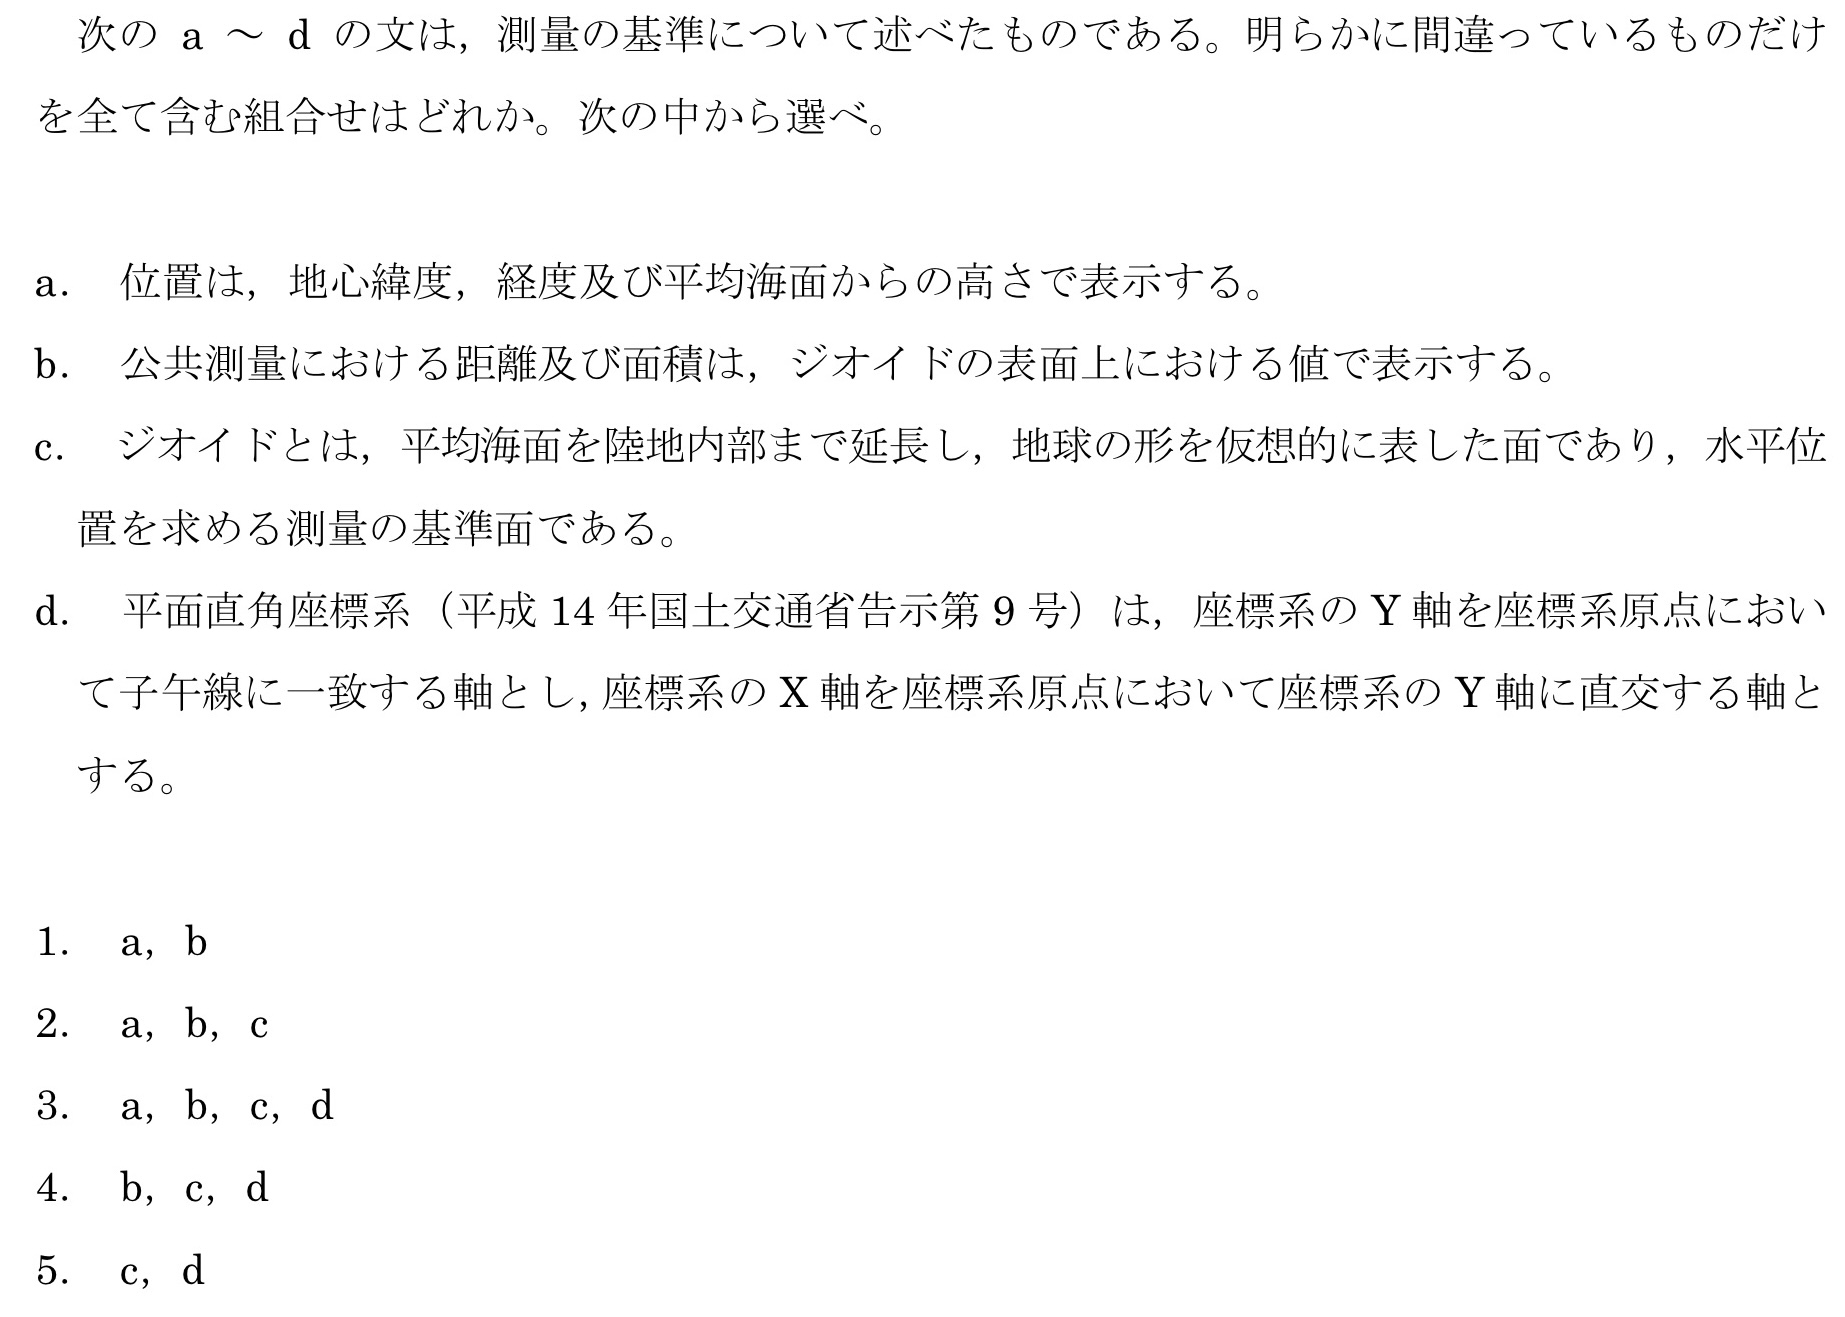 次の a ～ d の文は，測量の基準について述べたものである。明らかに間違っているものだけ
を全て含む組合せはどれか。次の中から選べ。
a. 位置は，地心緯度，経度及び平均海面からの高さで表示する。
b. 公共測量における距離及び面積は，ジオイドの表面上における値で表示する。
c. ジオイドとは，平均海面を陸地内部まで延長し，地球の形を仮想的に表した面であり，水平位
置を求める測量の基準面である。
d. 平面直角座標系（平成 14 年国土交通省告示第 9 号）は，座標系の Y 軸を座標系原点におい
て子午線に一致する軸とし，座標系の X 軸を座標系原点において座標系の Y 軸に直交する軸と
する。
1. a，b
2. a，b，c
3. a，b，c，d
4. b，c，d
5. c，d